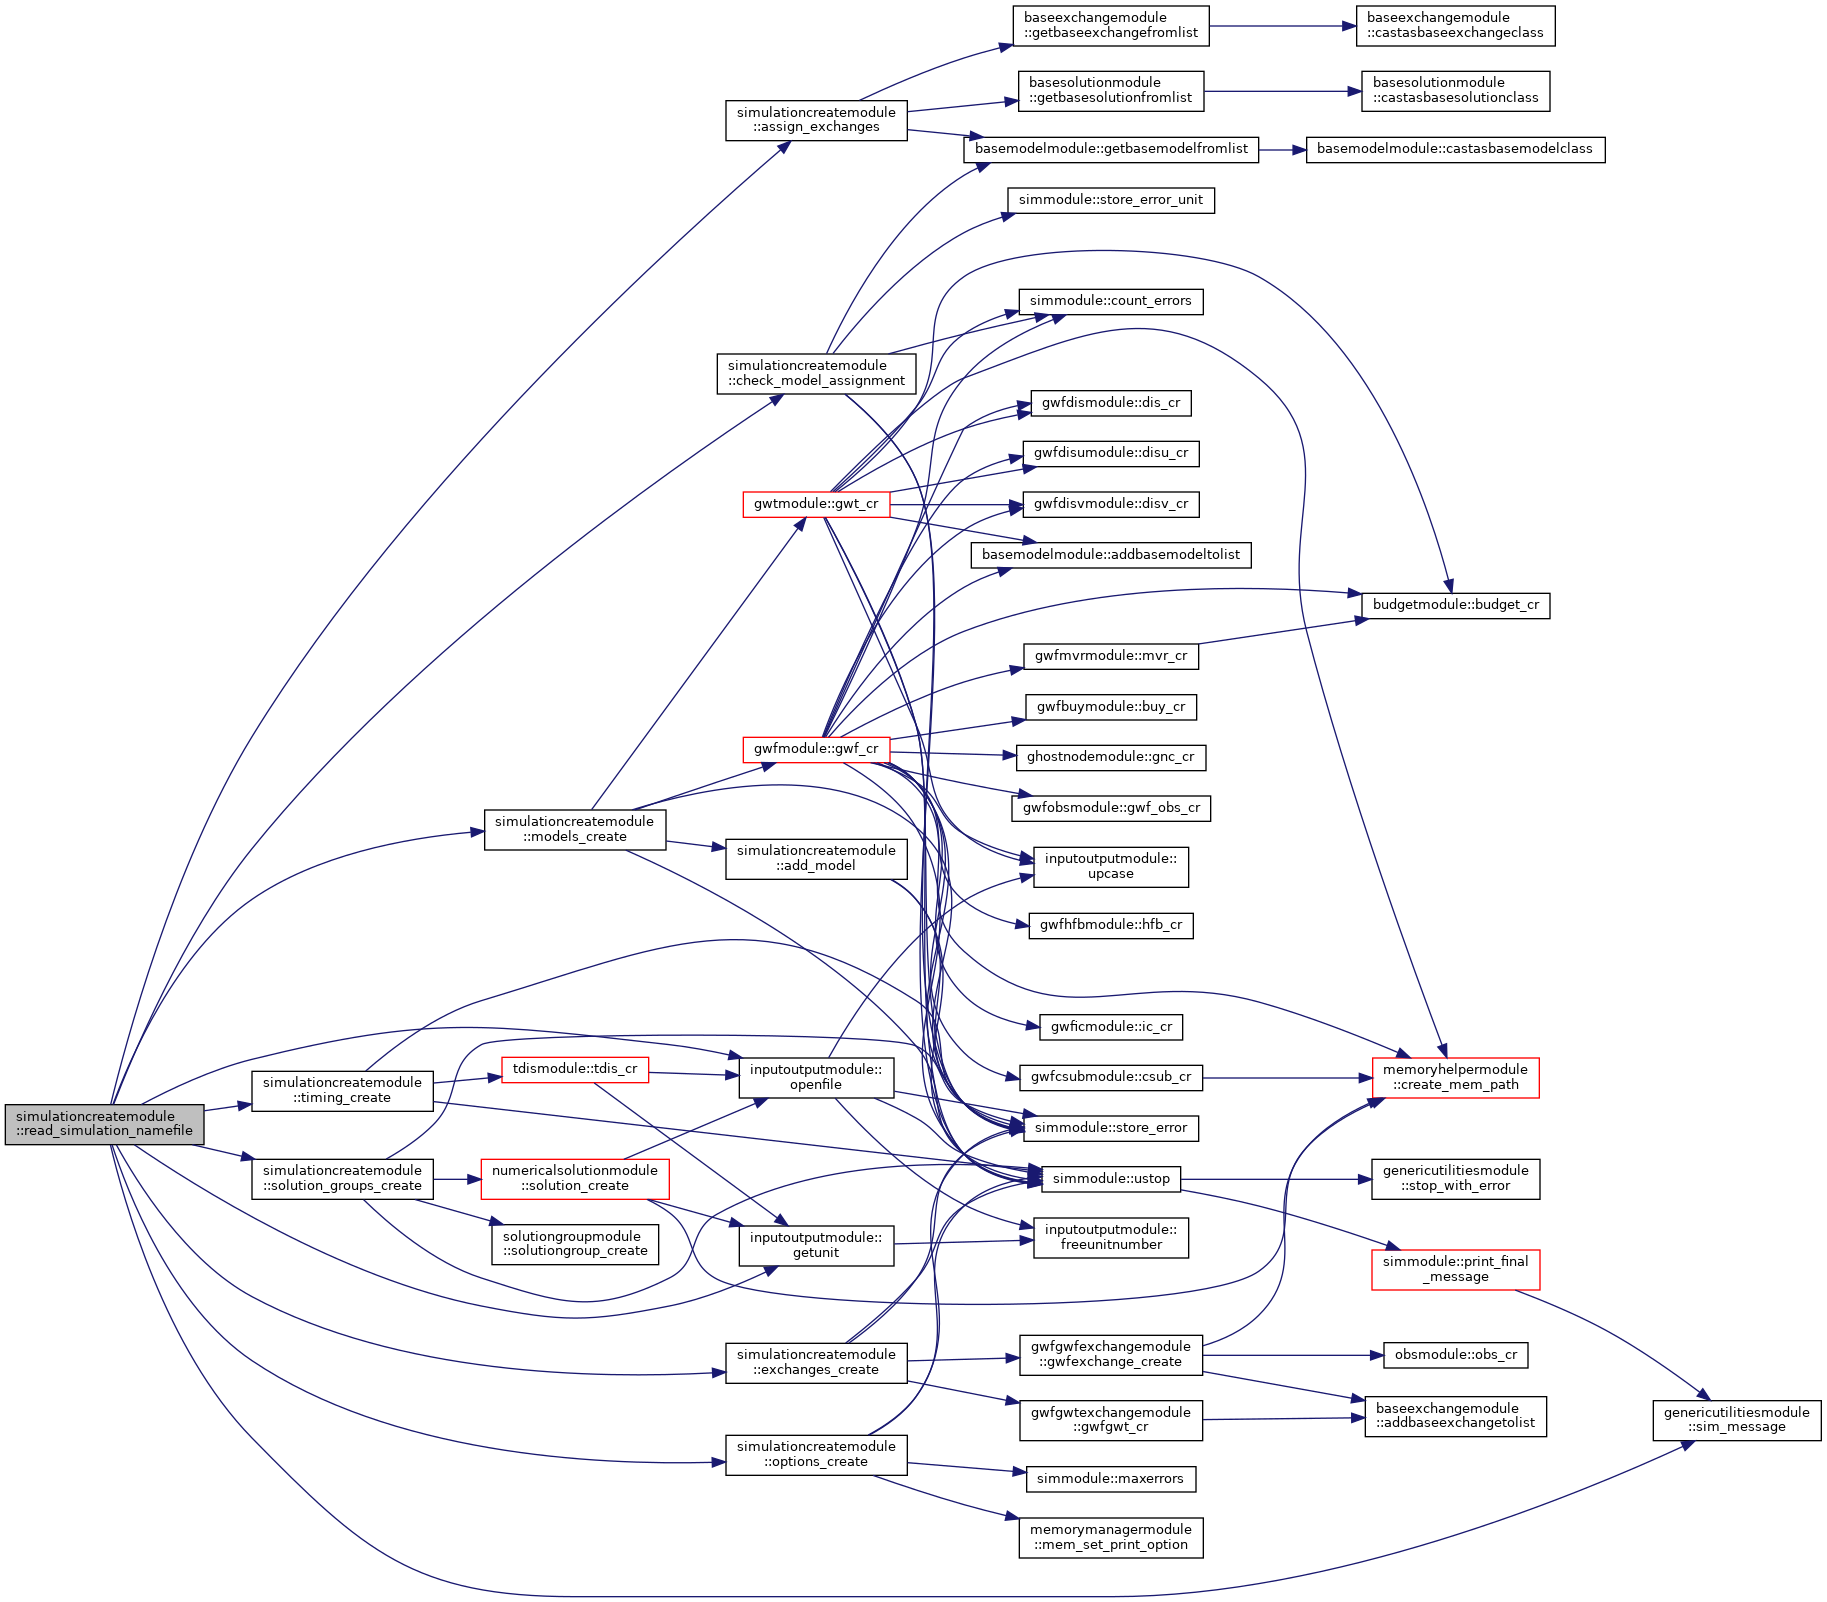 baseexchangemodule
::getbaseexchangefromlist
baseexchangemodule
::castasbaseexchangeclass
basesolutionmodule
::getbasesolutionfromlist
basesolutionmodule
::castasbasesolutionclass
simulationcreatemodule
::assign_exchanges
basemodelmodule::getbasemodelfromlist
basemodelmodule::castasbasemodelclass
simmodule::store_error_unit
simmodule::count_errors
simulationcreatemodule
::check_model_assignment
gwfdismodule::dis_cr
gwfdisumodule::disu_cr
gwtmodule::gwt_cr
gwfdisvmodule::disv_cr
basemodelmodule::addbasemodeltolist
budgetmodule::budget_cr
gwfmvrmodule::mvr_cr
gwfbuymodule::buy_cr
gwfmodule::gwf_cr
ghostnodemodule::gnc_cr
gwfobsmodule::gwf_obs_cr
simulationcreatemodule
::models_create
simulationcreatemodule
::add_model
inputoutputmodule::
upcase
gwfhfbmodule::hfb_cr
gwficmodule::ic_cr
tdismodule::tdis_cr
inputoutputmodule::
openfile
gwfcsubmodule::csub_cr
memoryhelpermodule
::create_mem_path
simulationcreatemodule
::timing_create
simulationcreatemodule
::read_simulation_namefile
simmodule::store_error
simulationcreatemodule
::solution_groups_create
numericalsolutionmodule
::solution_create
simmodule::ustop
genericutilitiesmodule
::stop_with_error
solutiongroupmodule
::solutiongroup_create
inputoutputmodule::
getunit
inputoutputmodule::
freeunitnumber
simmodule::print_final
_message
simulationcreatemodule
::exchanges_create
gwfgwfexchangemodule
::gwfexchange_create
obsmodule::obs_cr
gwfgwtexchangemodule
::gwfgwt_cr
baseexchangemodule
::addbaseexchangetolist
genericutilitiesmodule
::sim_message
simulationcreatemodule
::options_create
simmodule::maxerrors
memorymanagermodule
::mem_set_print_option